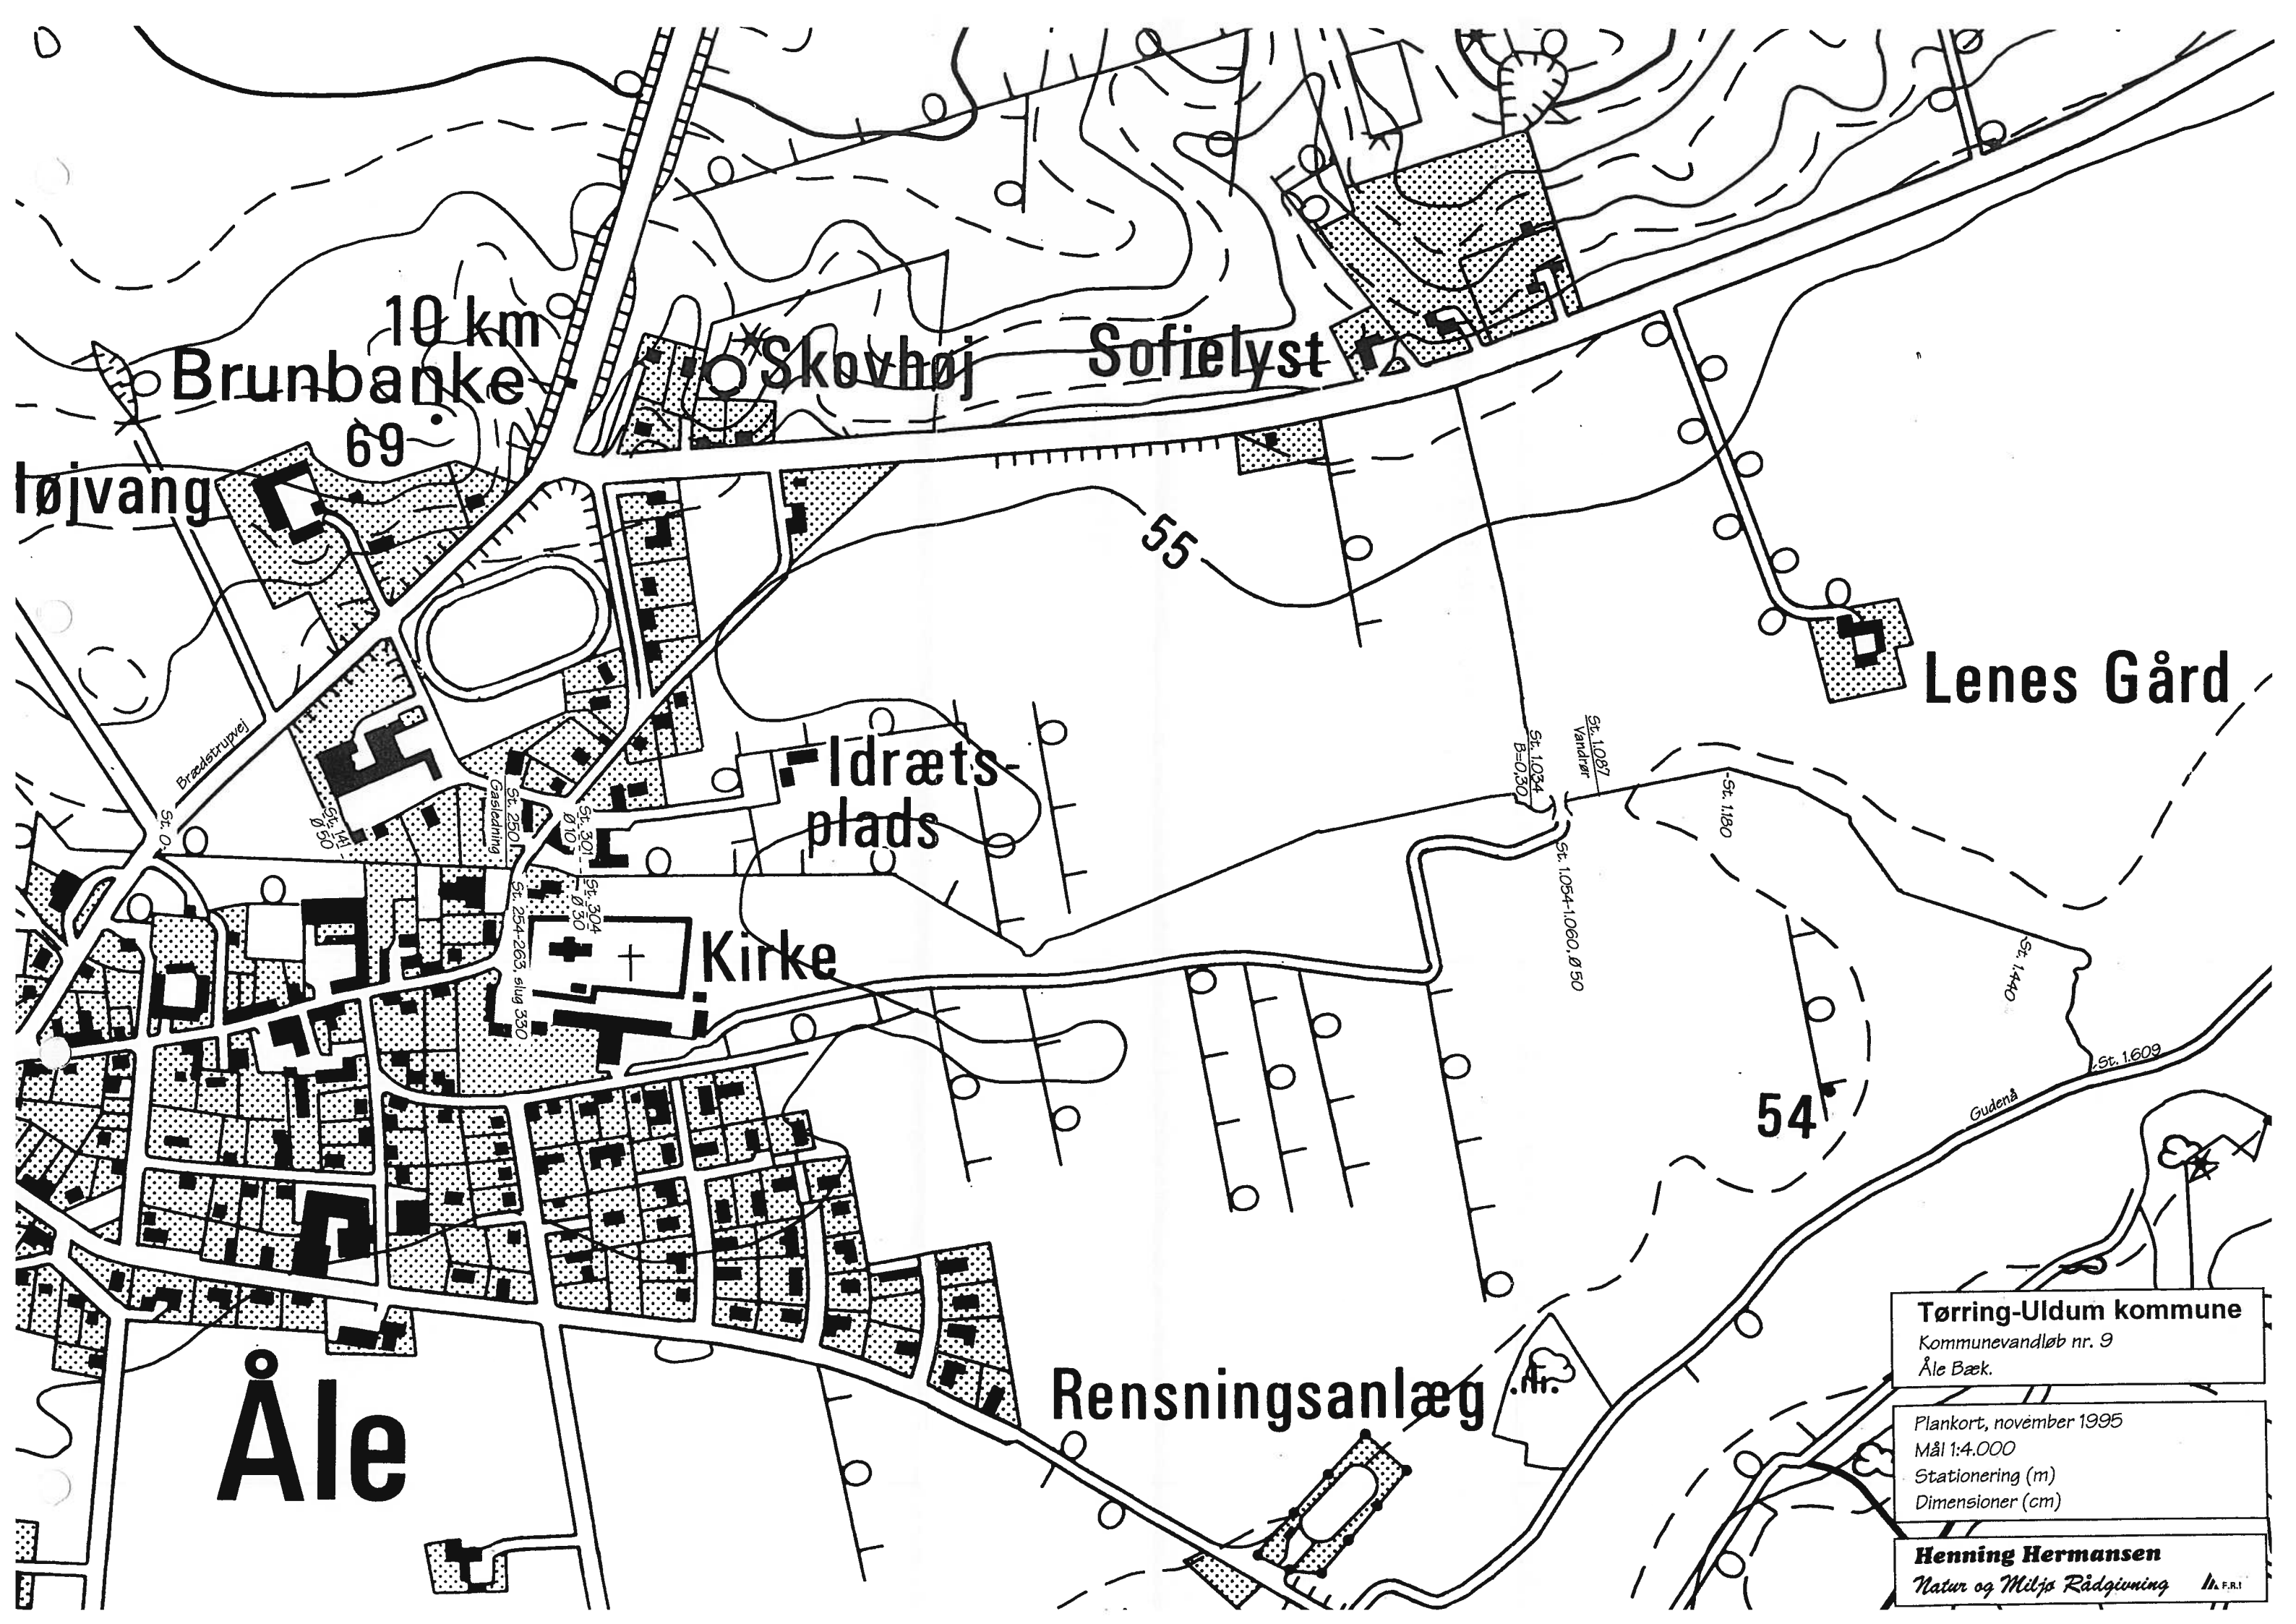 10 km
Brunbanke
69
Skovhøj
Sofielyst
løjvang
55
Lenes Gård
Brædstrupvej
St. 0
St. 141
Ø 50
St. 250
Gasledning
St. 301
Ø 10
St. 304
Ø 50
St. 254-263, slug 330
Idræts-
plads
Kirke
St. 1.034
B=0,30
St. 1.087
Vandrør
St. 1.054-1.060, Ø 50
St. 1.180
St. 1.440
St. 1.609
Gudenå
54
Rensningsanlæg
Åle
Tørring-Uldum kommune
Kommunevandløb nr. 9
Åle Bæk.
Plankort, november 1995
Mål 1:4.000
Stationering (m)
Dimensioner (cm)
Henning Hermansen
Natur og Miljø Rådgivning
F.R.I